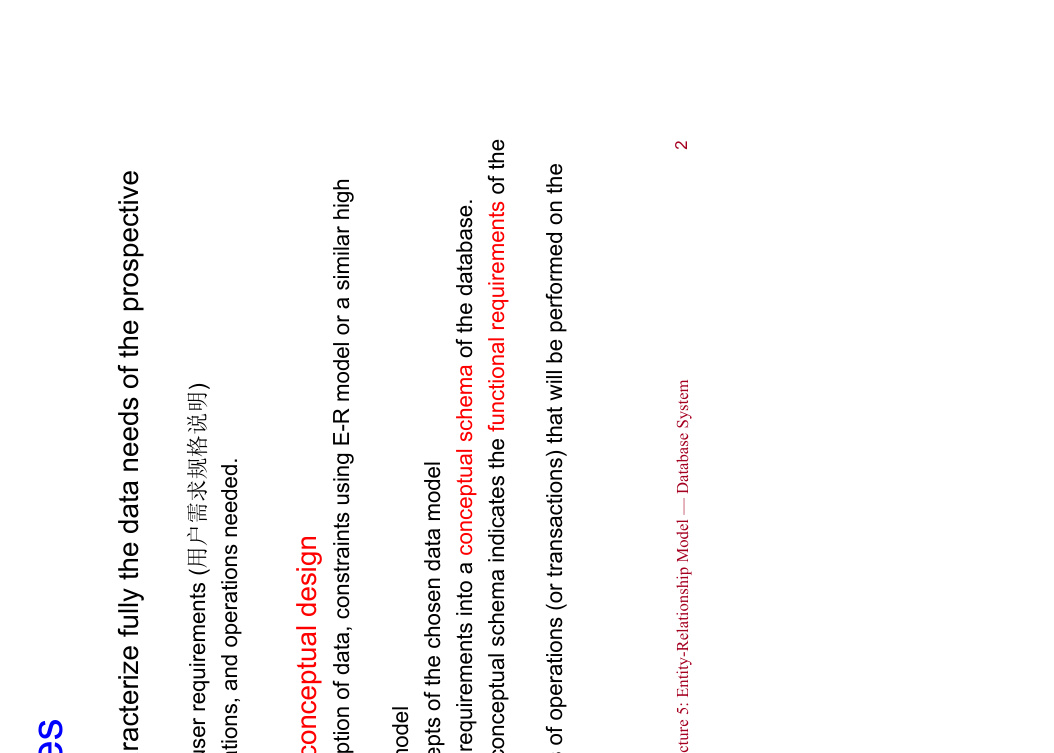 es
racterize fully the data needs of the prospective
user requirements (用户需求规格说明)
ations, and operations needed.
conceptual design
ption of data, constraints using E-R model or a similar high
model
epts of the chosen data model
requirements into a conceptual schema of the database.
conceptual schema indicates the functional requirements of the
s of operations (or transactions) that will be performed on the
cture 5: Entity-Relationship Model — Database System
2